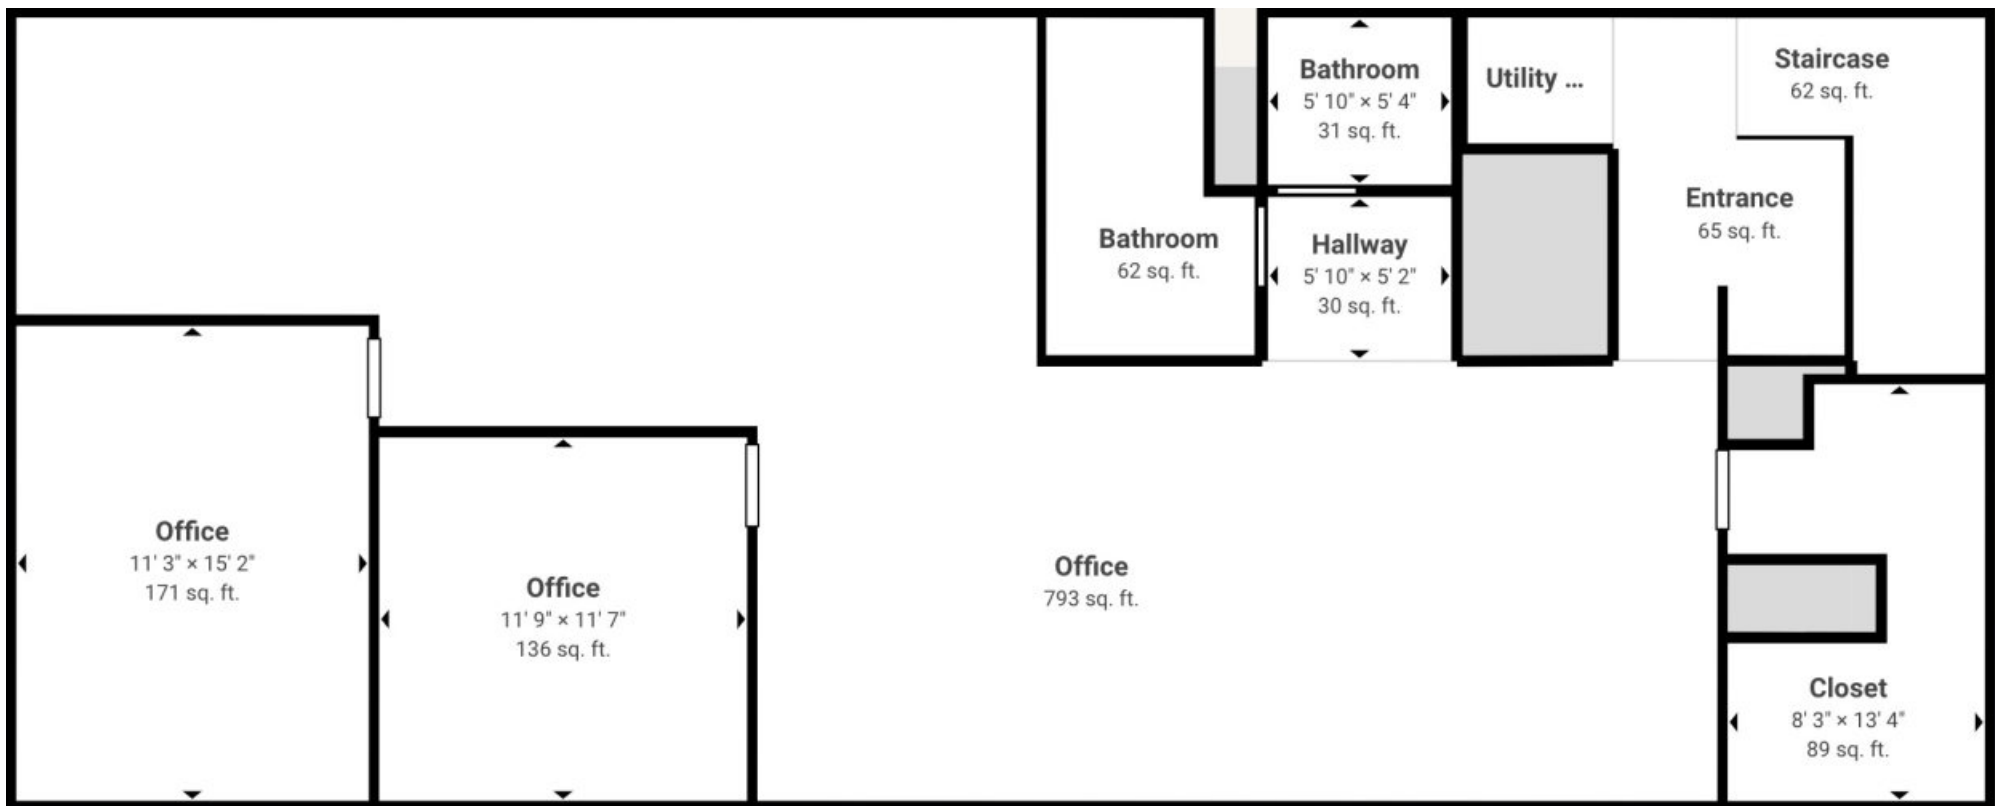 Bathroom
5' 10" × 5' 4"
31 sq. ft.
Utility ...
Staircase
62 sq. ft.
Entrance
65 sq. ft.
Bathroom
62 sq. ft.
Hallway
5' 10" × 5' 2"
30 sq. ft.
Office
11' 3" × 15' 2"
171 sq. ft.
Office
11' 9" × 11' 7"
136 sq. ft.
Office
793 sq. ft.
Closet
8' 3" × 13' 4"
89 sq. ft.